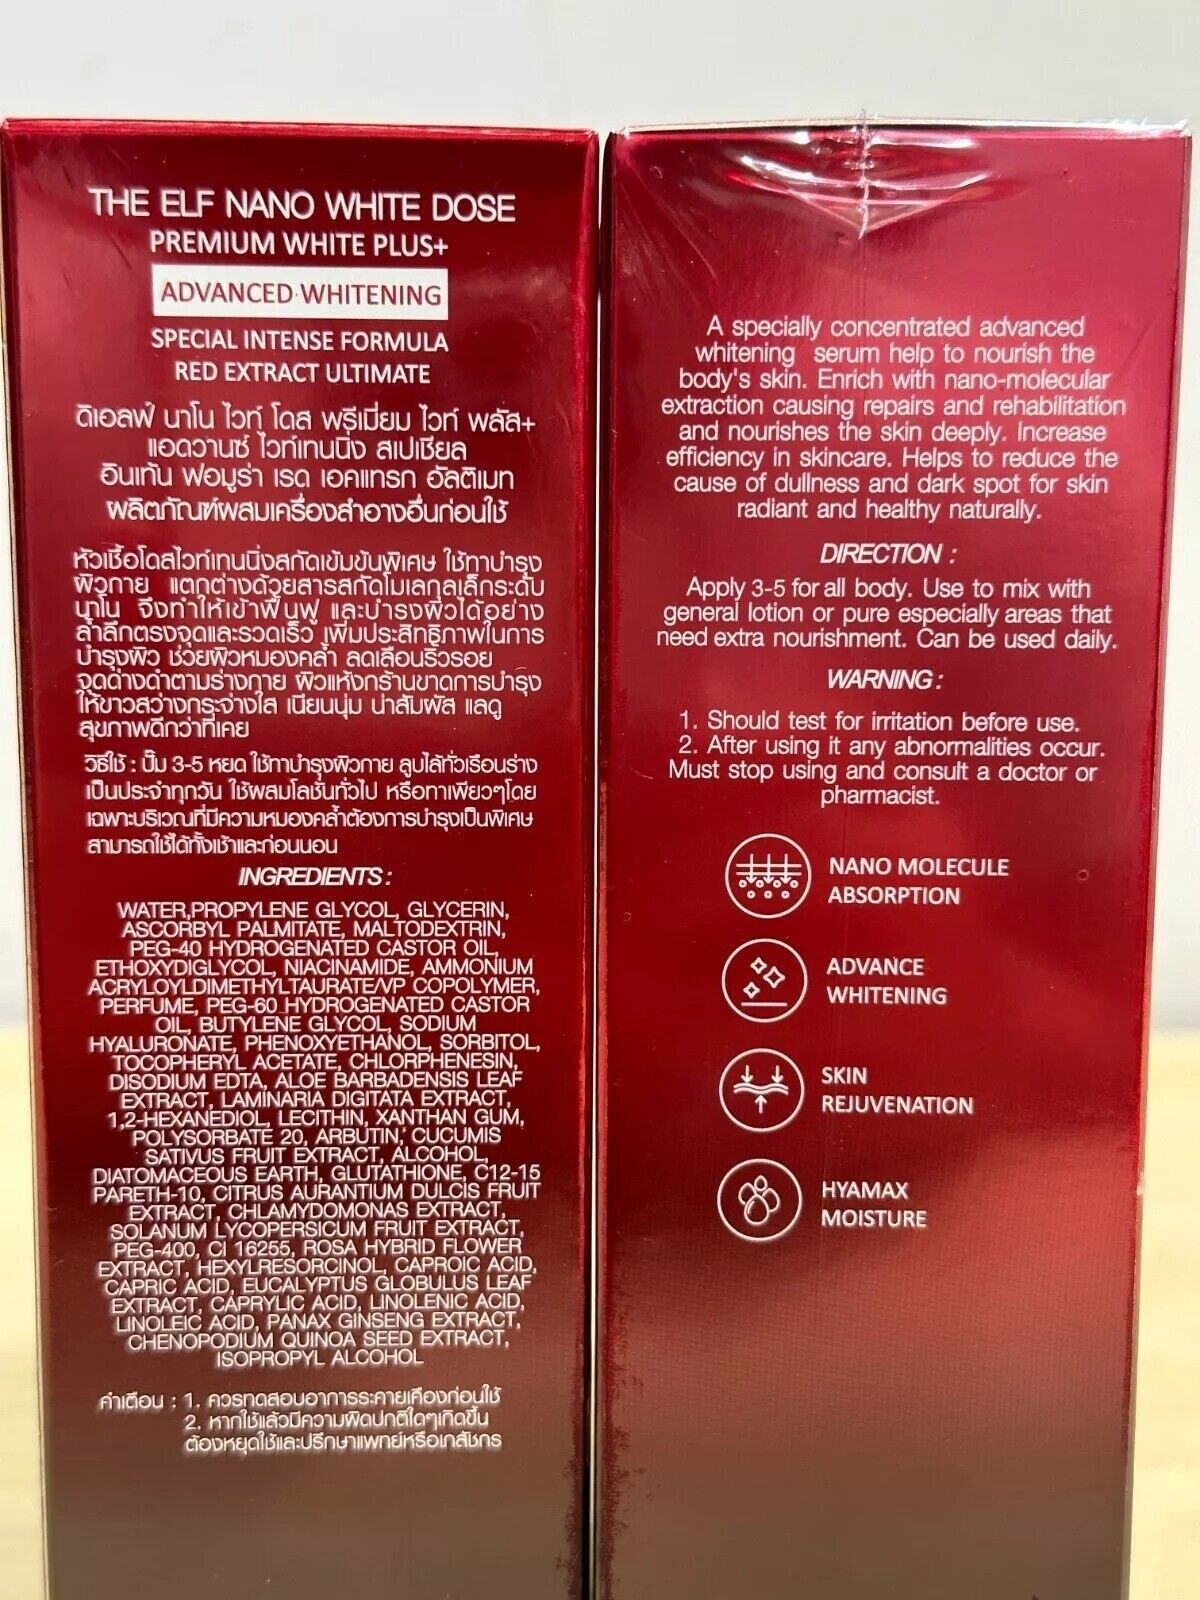 THE ELF NANO WHITE DOSE
PREMIUM WHITE PLUS+
ADVANCED·WHITENING
SPECIAL INTENSE FORMULA
RED EXTRACT ULTIMATE
ดิเอลฟ์ นาโน ไวท์ โดส พรีเมี่ยม ไวท์ พลัส+
แอดวานซ์ ไวท์เทนนิ่ง สเปเชียล
อินเท้น ฟอมูร่า เรด เอคแทรก อัลติเมท
ผลิตภัณฑ์ผสมเครื่องสำอางอื่นก่อนใช้
หัวเชื้อโดสไวท์เทนนิ่งสกัดเข้มข้นพิเศษ ใช้ทาบำรุง
ผิวกาย แตกต่างด้วยสารสกัดโมเลกุลเล็กระดับ
นาโน จึงทำให้เข้าฟื้นฟู และบำรุงผิวได้อย่าง
ล้ำลึกตรงจุดและรวดเร็ว เพิ่มประสิทธิภาพในการ
บำรุงผิว ช่วยผิวหมองคล้ำ ลดเลือนริ้วรอย
จุดด่างดำตามร่างกาย ผิวแห้งกร้านขาดการบำรุง
ให้ขาวสว่างกระจ่างใส เนียนนุ่ม น่าสัมผัส แลดู
สุขภาพดีกว่าที่เคย
วิธีใช้ : ปั๊ม 3-5 หยด ใช้ทาบำรุงผิวกาย ลูบไล้ทั่วเรือนร่าง
เป็นประจำทุกวัน ใช้ผสมโลชั่นทั่วไป หรือทาเพียวๆโดย
เฉพาะบริเวณที่มีความหมองคล้ำต้องการบำรุงเป็นพิเศษ
สามารถใช้ได้ทั้งเช้าและก่อนนอน
INGREDIENTS :
WATER,PROPYLENE GLYCOL, GLYCERIN,
ASCORBYL PALMITATE, MALTODEXTRIN,
PEG-40 HYDROGENATED CASTOR OIL,
ETHOXYDIGLYCOL, NIACINAMIDE, AMMONIUM
ACRYLOYLDIMETHYLTAURATE/VP COPOLYMER,
PERFUME, PEG-60 HYDROGENATED CASTOR
OIL, BUTYLENE GLYCOL, SODIUM
HYALURONATE, PHENOXYETHANOL, SORBITOL,
TOCOPHERYL ACETATE, CHLORPHENESIN,
DISODIUM EDTA, ALOE BARBADENSIS LEAF
EXTRACT, LAMINARIA DIGITATA EXTRACT,
1,2-HEXANEDIOL, LECITHIN, XANTHAN GUM,
POLYSORBATE 20, ARBUTIN, CUCUMIS
SATIVUS FRUIT EXTRACT, ALCOHOL,
DIATOMACEOUS EARTH, GLUTATHIONE, C12-15
PARETH-10, CITRUS AURANTIUM DULCIS FRUIT
EXTRACT, CHLAMYDOMONAS EXTRACT,
SOLANUM LYCOPERSICUM FRUIT EXTRACT,
PEG-400, CI 16255, ROSA HYBRID FLOWER
EXTRACT, HEXYLRESORCINOL, CAPROIC ACID,
CAPRIC ACID, EUCALYPTUS GLOBULUS LEAF
EXTRACT, CAPRYLIC ACID, LINOLENIC ACID,
LINOLEIC ACID, PANAX GINSENG EXTRACT,
CHENOPODIUM QUINOA SEED EXTRACT,
ISOPROPYL ALCOHOL
คำเตือน : 1. ควรทดสอบอาการระคายเคืองก่อนใช้
2. หากใช้แล้วมีความผิดปกติใดๆเกิดขึ้น
ต้องหยุดใช้และปรึกษาแพทย์หรือเภสัชกร
A specially concentrated advanced
whitening serum help to nourish the
body's skin. Enrich with nano-molecular
extraction causing repairs and rehabilitation
and nourishes the skin deeply. Increase
efficiency in skincare. Helps to reduce the
cause of dullness and dark spot for skin
radiant and healthy naturally.
DIRECTION :
Apply 3-5 for all body. Use to mix with
general lotion or pure especially areas that
need extra nourishment. Can be used daily.
WARNING :
1. Should test for irritation before use.
2. After using it any abnormalities occur.
Must stop using and consult a doctor or
pharmacist.
NANO MOLECULE
ABSORPTION
ADVANCE
WHITENING
SKIN
REJUVENATION
HYAMAX
MOISTURE